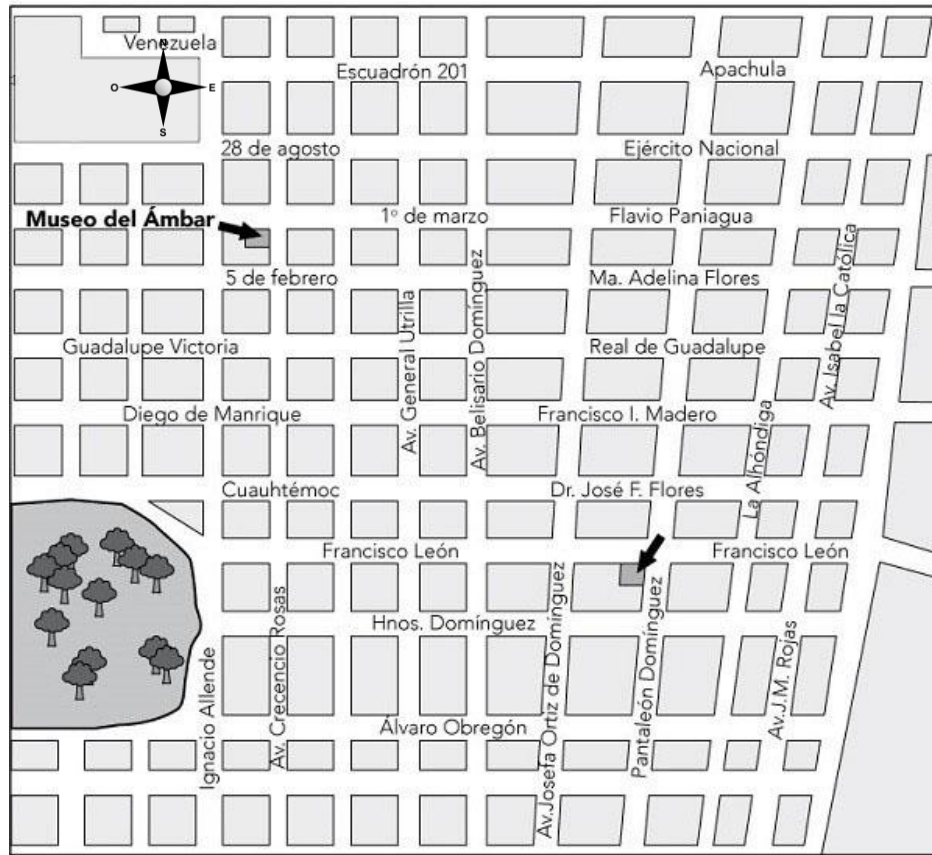 Venezuela
N
O
E
S
Escuadrón 201
Apachula
28 de agosto
Ejército Nacional
Museo del Ámbar
1º de marzo
Flavio Paniagua
5 de febrero
Ma. Adelina Flores
Guadalupe Victoria
Real de Guadalupe
Av. General Utrilla
Av. Belisario Domínguez
Av. Isabel la Católica
Diego de Manrique
Francisco I. Madero
La Alhóndiga
Cuauhtémoc
Dr. José F. Flores
Francisco León
Francisco León
Hnos. Domínguez
Ignacio Allende
Av. Crecencio Rosas
Av.Josefa Ortiz de Dominguez
Pantaleón Domínguez
Av.J.M. Rojas
Álvaro Obregón